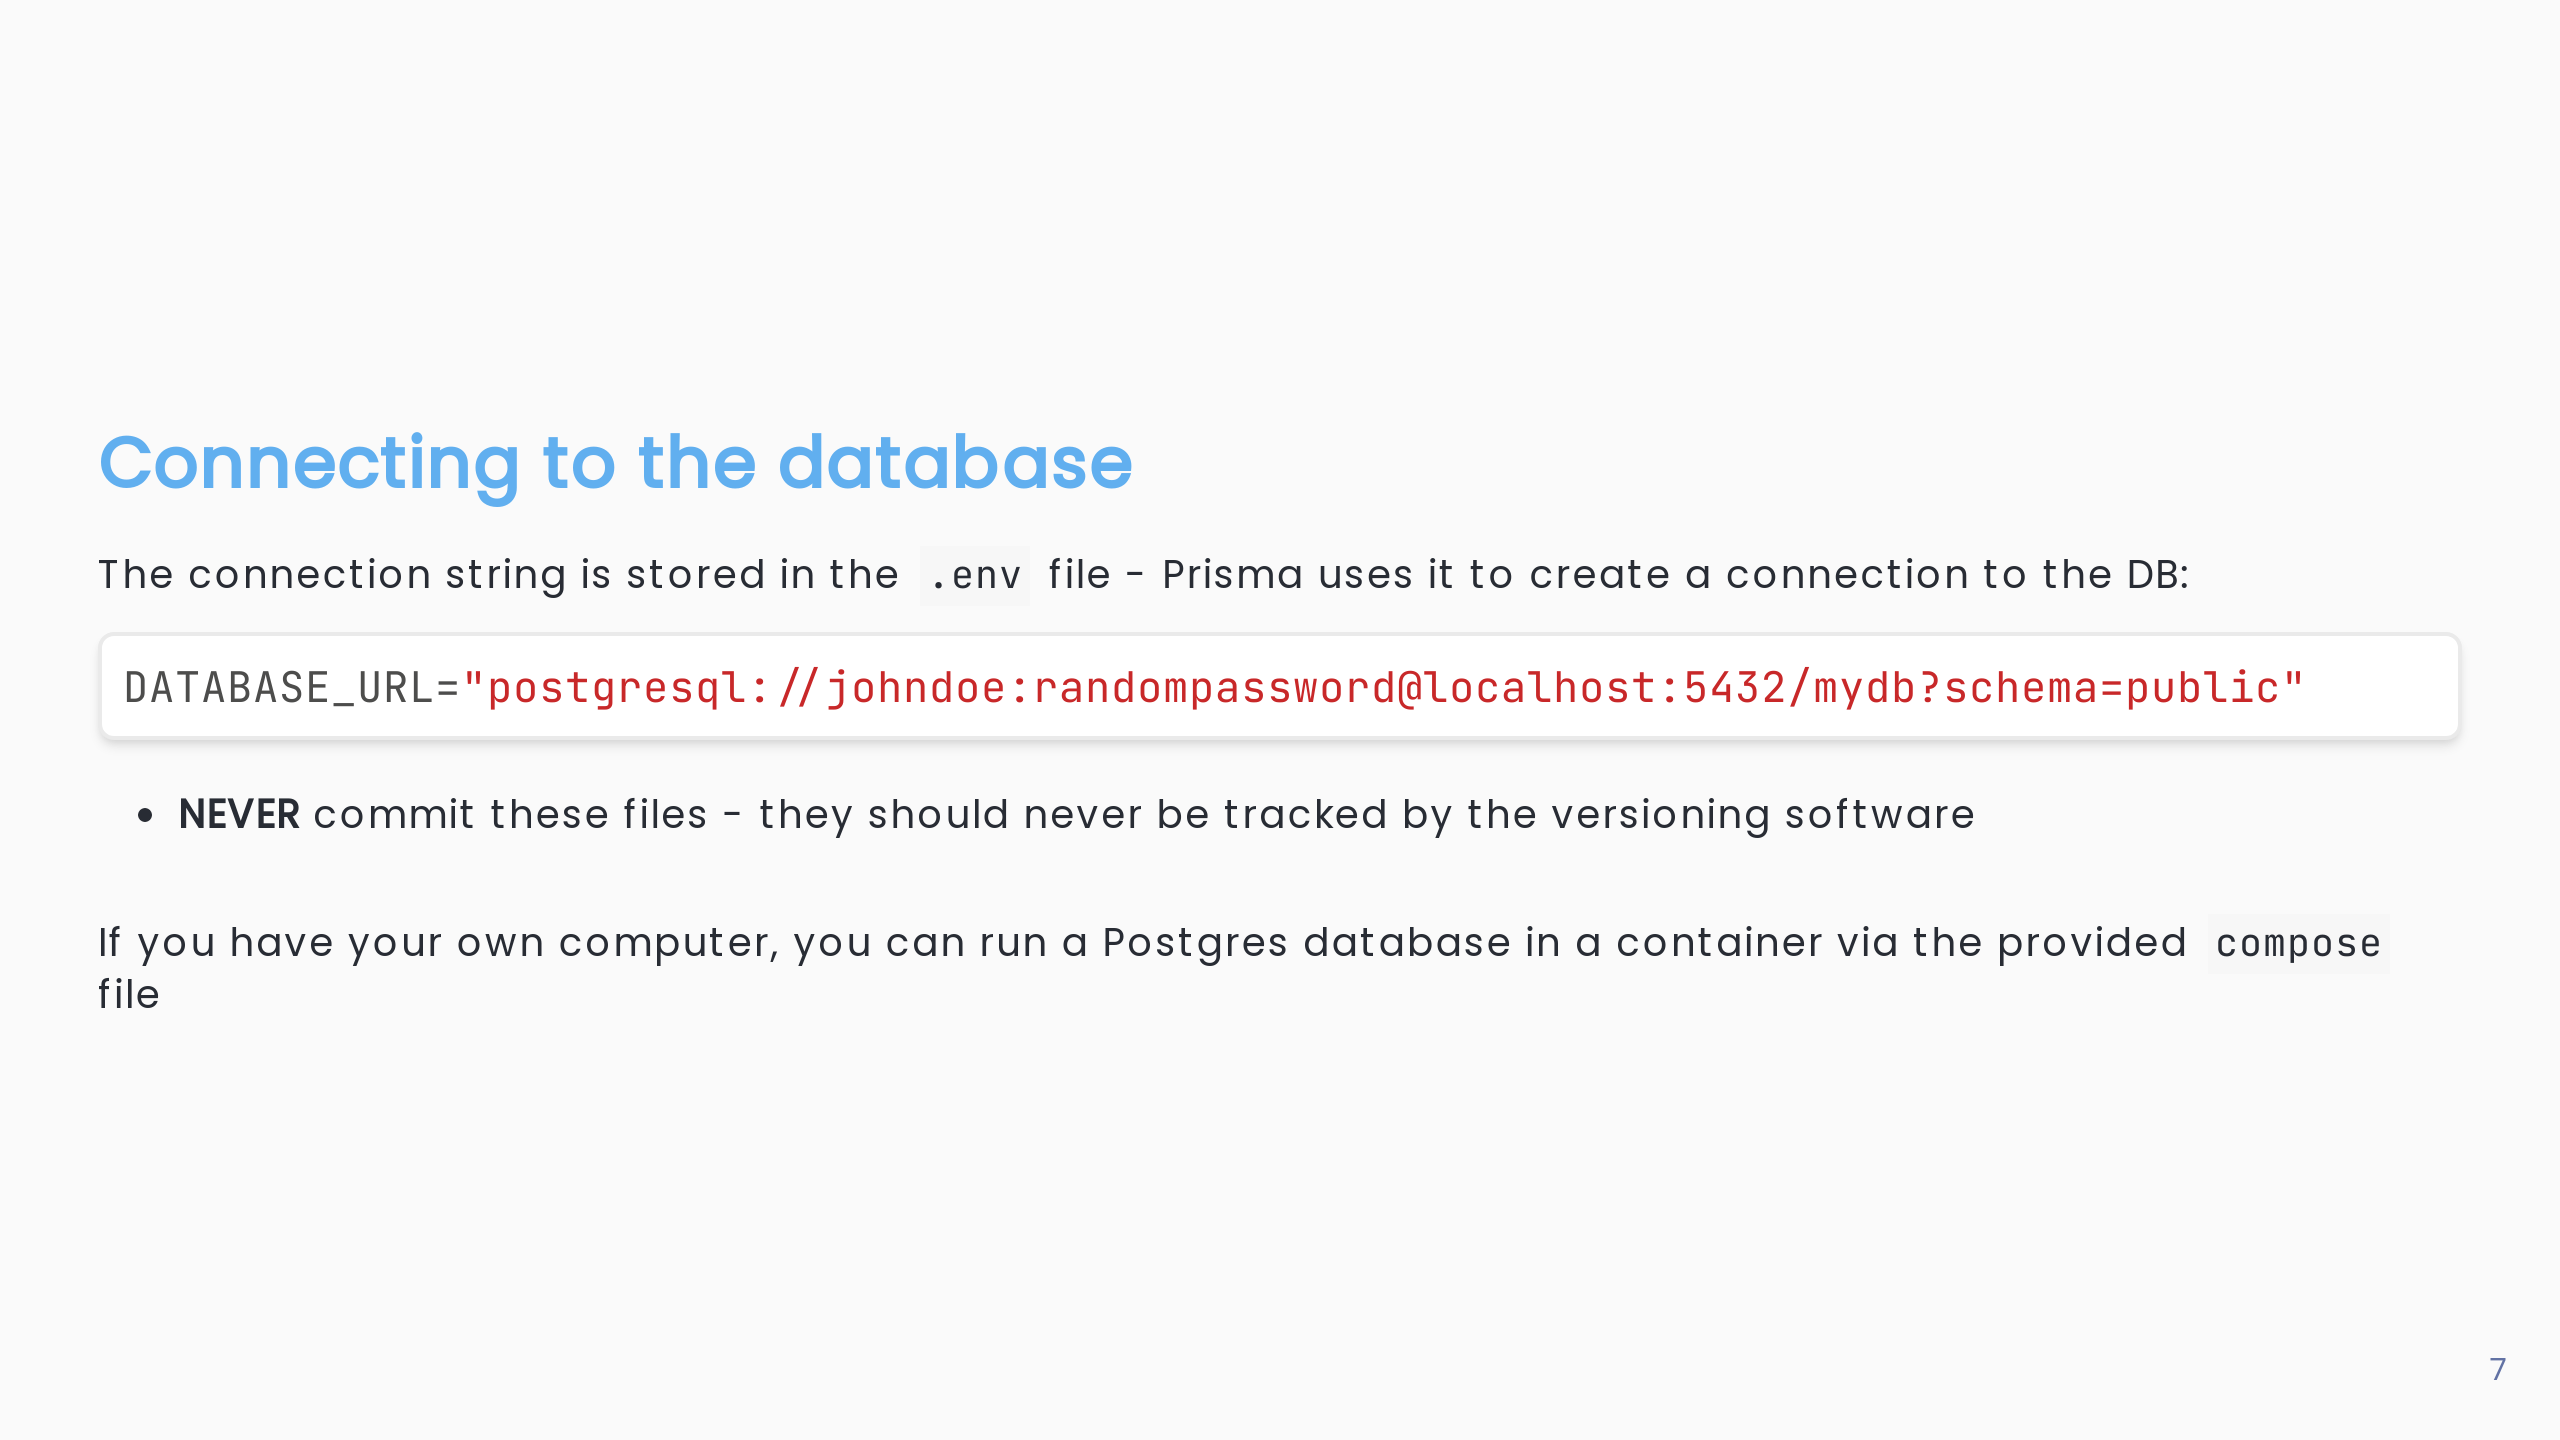 Connecting to the database
The connection string is stored in the .env file - Prisma uses it to create a connection to the DB:
DATABASE_URL="postgresql://johndoe:randompassword@localhost:5432/mydb?schema=public"
• NEVER commit these files - they should never be tracked by the versioning software
If you have your own computer, you can run a Postgres database in a container via the provided compose
file
7